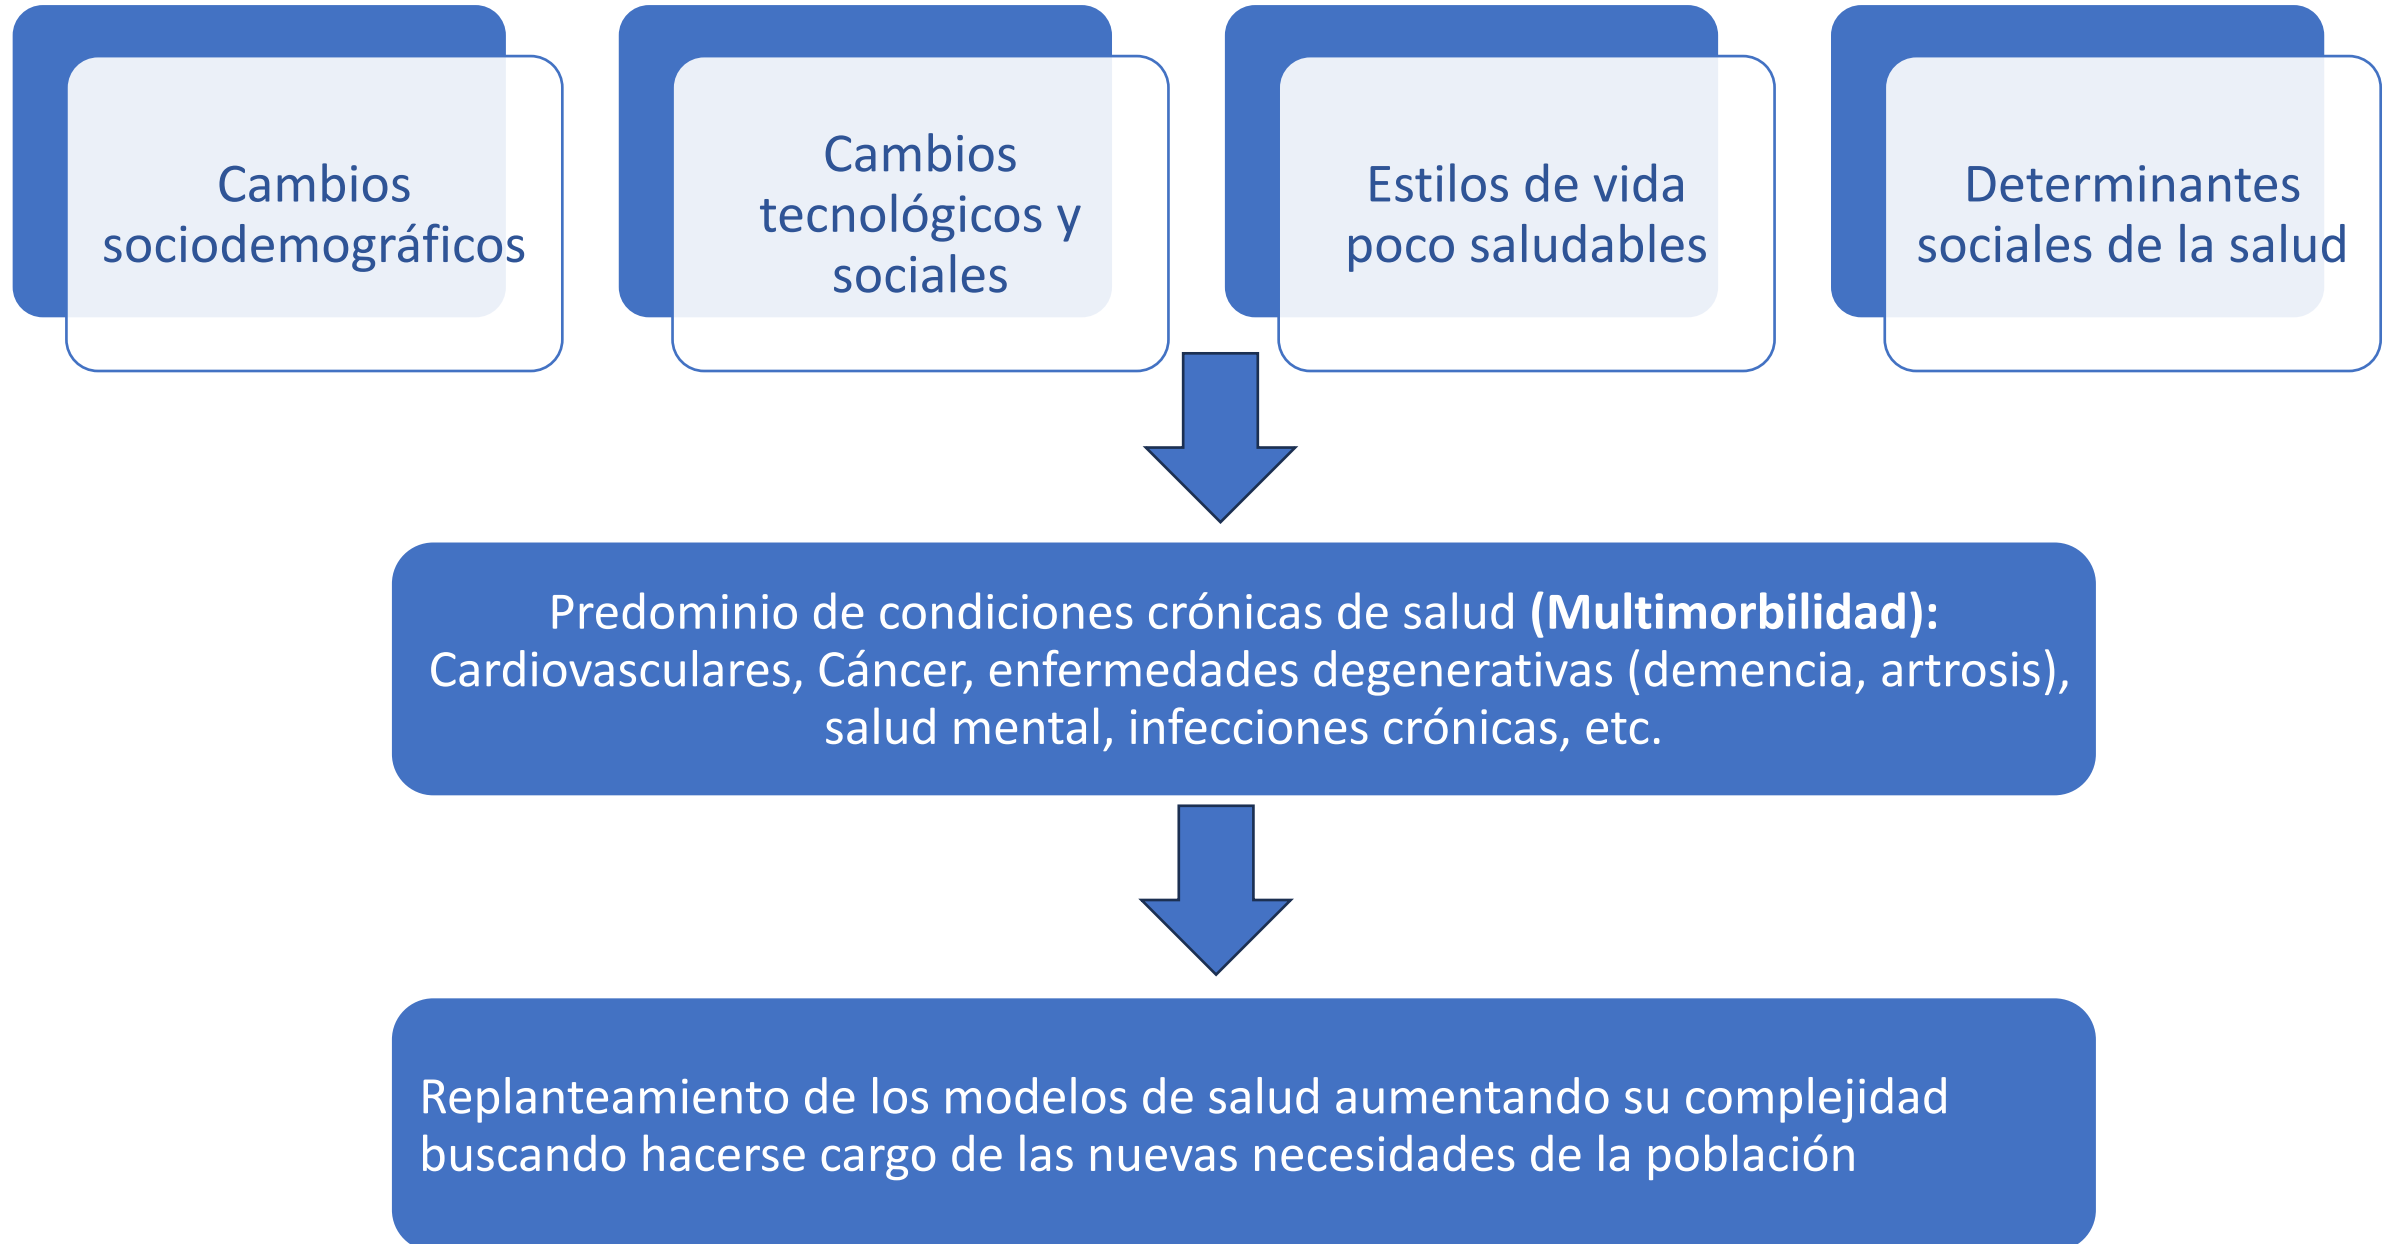 Cambios
sociodemográficos
Cambios
tecnológicos y
sociales
Estilos de vida
poco saludables
Determinantes
sociales de la salud
Predominio de condiciones crónicas de salud (Multimorbilidad):
Cardiovasculares, Cáncer, enfermedades degenerativas (demencia, artrosis),
salud mental, infecciones crónicas, etc.
Replanteamiento de los modelos de salud aumentando su complejidad
buscando hacerse cargo de las nuevas necesidades de la población